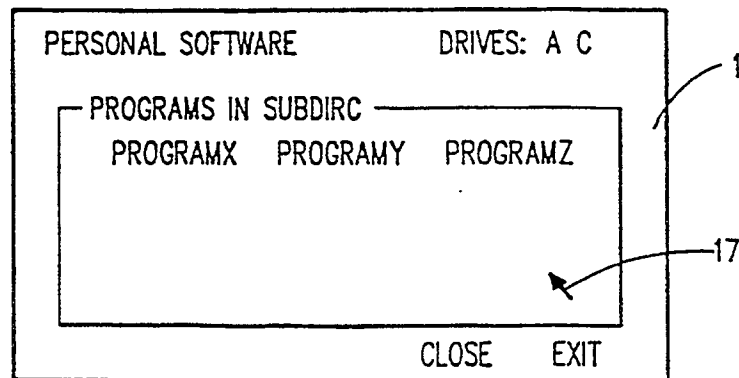 PERSONAL SOFTWARE DRIVES: A C
1
PROGRAMS IN SUBDIRC
PROGRAMX PROGRAMY PROGRAMZ
17
CLOSE EXIT